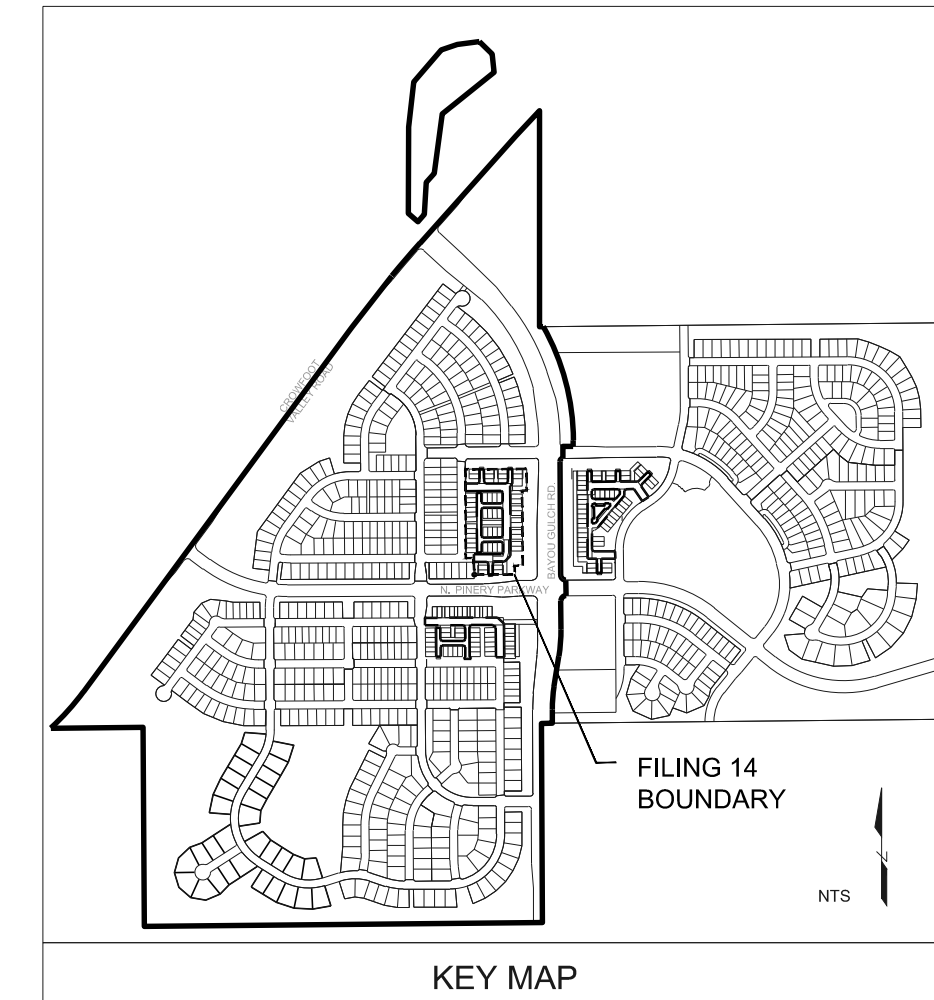 CROWFOOT
VALLEY ROAD
BAYOU GULCH RD.
N. PINERY PARKWAY
FILING 14
BOUNDARY
NTS
KEY MAP